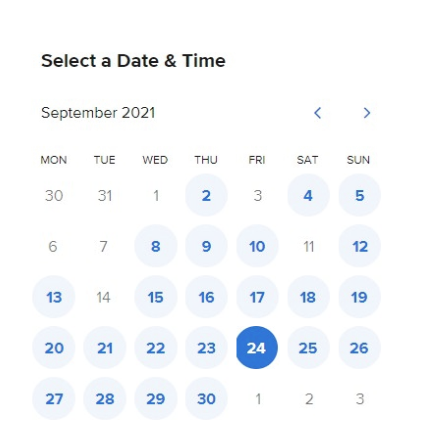 Select a Date & Time
September 2021
MON TUE WED THU FRI SAT SUN
30 31 1 2 3 4 5
6 7 8 9 10 11 12
13 14 15 16 17 18 19
20 21 22 23 24 25 26
27 28 29 30 1 2 3